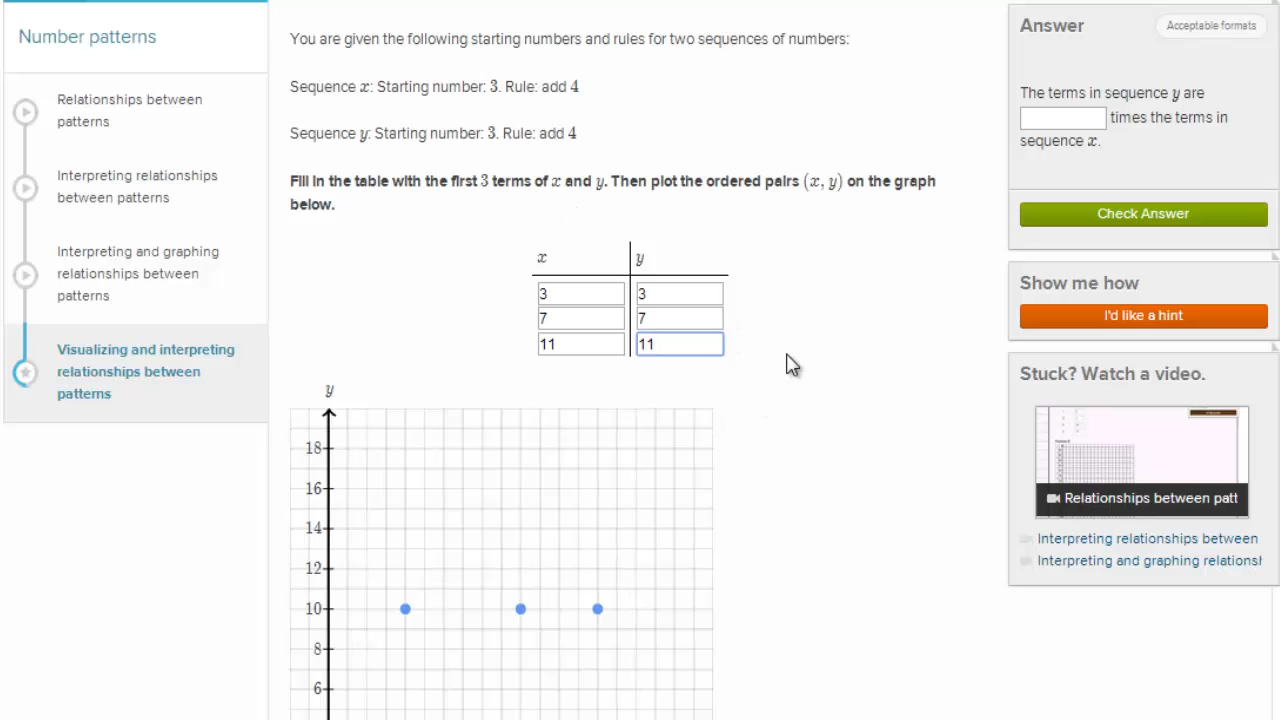 Number patterns
Relationships between
patterns
Interpreting relationships
between patterns
Interpreting and graphing
relationships between
patterns
Visualizing and interpreting
relationships between
patterns
You are given the following starting numbers and rules for two sequences of numbers:
Sequence x: Starting number: 3. Rule: add 4
Sequence y: Starting number: 3. Rule: add 4
Fill in the table with the first 3 terms of x and y. Then plot the ordered pairs (x, y) on the graph
below.
x y
3 3
7 7
11 11
y
18
16
14
12
10
8
6
Answer
Acceptable formats
The terms in sequence y are
times the terms in
sequence x.
Check Answer
Show me how
I'd like a hint
Stuck? Watch a video.
Relationships between patt
Interpreting relationships between
Interpreting and graphing relations